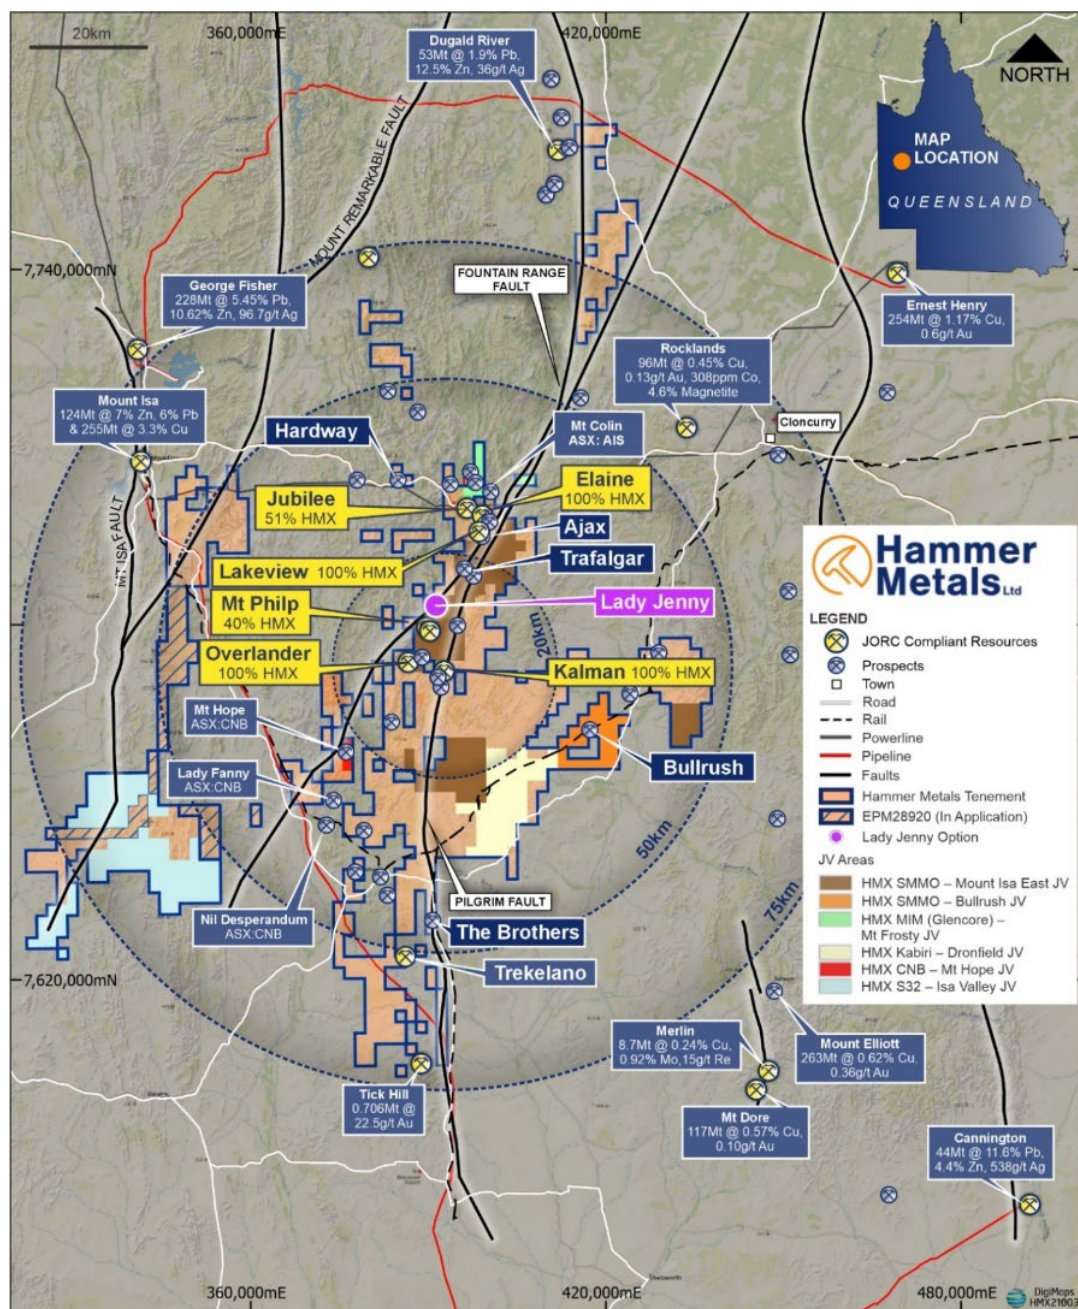 20km
360,000mE
420,000mE
NORTH
MAP
LOCATION
QUEENSLAND
Dugald River
53Mt @ 1.9% Pb,
12.5% Zn, 36g/t Ag
MOUNT REMARKABLE FAULT
7,740,000mN
FOUNTAIN RANGE
FAULT
George Fisher
228Mt @ 5.45% Pb,
10.62% Zn, 96.7g/t Ag
Ernest Henry
254Mt @ 1.17% Cu,
0.6g/t Au
Rocklands
96Mt @ 0.45% Cu,
0.13g/t Au, 308ppm Co,
4.6% Magnetite
Mount Isa
124Mt @ 7% Zn, 6% Pb
& 255Mt @ 3.3% Cu
Hardway
Mt Colin
ASX: AIS
Cloncurry
Jubilee
51% HMX
Elaine
100% HMX
Ajax
MT ISA FAULT
Lakeview 100% HMX
Trafalgar
Mt Philp
40% HMX
Lady Jenny
20km
Overlander
100% HMX
Kalman 100% HMX
Mt Hope
ASX:CNB
Bullrush
Lady Fanny
ASX:CNB
50km
75km
Nil Desperandum
ASX:CNB
PILGRIM FAULT
The Brothers
Trekelano
7,620,000mN
Hammer
Metals Ltd
LEGEND
JORC Compliant Resources
Prospects
Town
Road
Rail
Powerline
Pipeline
Faults
Hammer Metals Tenement
EPM28920 (In Application)
Lady Jenny Option
JV Areas
HMX SMMO – Mount Isa East JV
HMX SMMO – Bullrush JV
HMX MIM (Glencore) –
Mt Frosty JV
HMX Kabiri – Dronfield JV
HMX CNB – Mt Hope JV
HMX S32 – Isa Valley JV
Merlin
8.7Mt @ 0.24% Cu,
0.92% Mo,15g/t Re
Mount Elliott
263Mt @ 0.62% Cu,
0.36g/t Au
Tick Hill
0.706Mt @
22.5g/t Au
Mt Dore
117Mt @ 0.57% Cu,
0.10g/t Au
Cannington
44Mt @ 11.6% Pb,
4.4% Zn, 538g/t Ag
360,000mE
420,000mE
480,000mE
DigiMaps
HMX21003